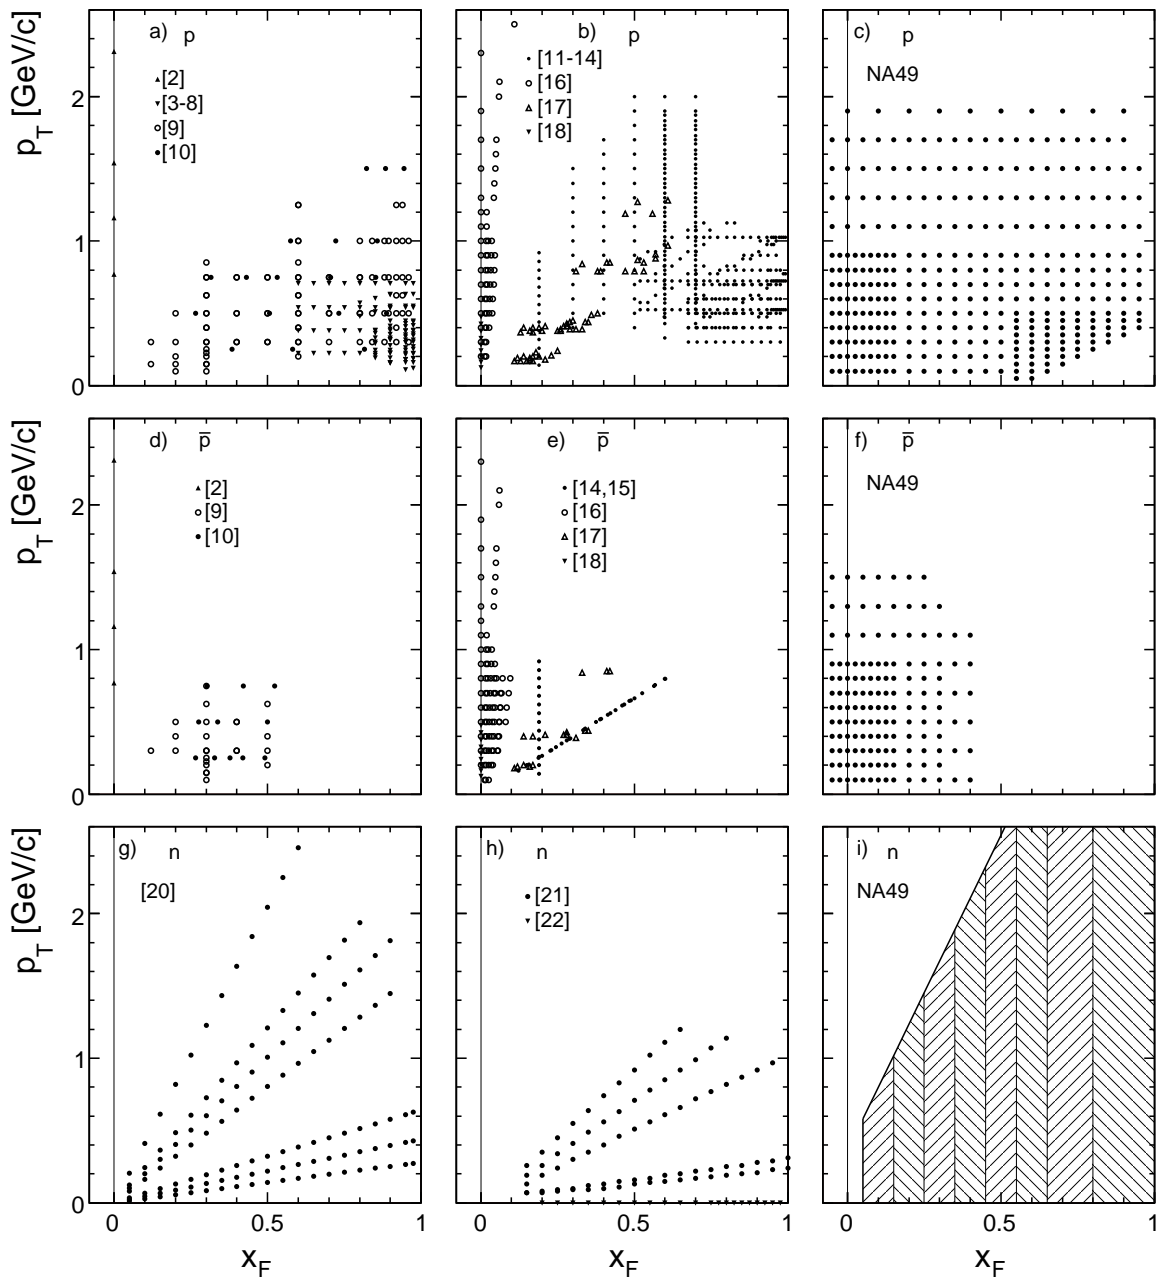 a) p
[2]
[3-8]
[9]
[10]
b) p
[11-14]
[16]
[17]
[18]
c) p
NA49
p_T [GeV/c]
2
1
0
d) p̅
[2]
[9]
[10]
e) p̅
[14,15]
[16]
[17]
[18]
f) p̅
NA49
p_T [GeV/c]
2
1
0
g) n
[20]
h) n
[21]
[22]
i) n
NA49
p_T [GeV/c]
2
1
0
0 0.5 1
0 0.5 1
0 0.5 1
x_F
x_F
x_F